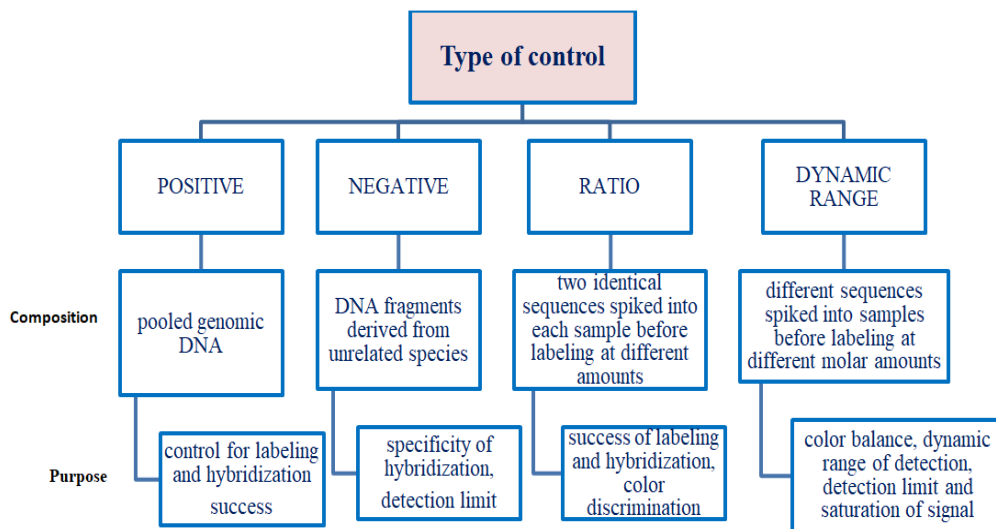 Type of control
POSITIVE
NEGATIVE
RATIO
DYNAMIC
RANGE
Composition
pooled genomic
DNA
DNA fragments
derived from
unrelated species
two identical
sequences spiked into
each sample before
labeling at different
amounts
different sequences
spiked into samples
before labeling at
different molar amounts
Purpose
control for labeling
and hybridization
success
specificity of
hybridization,
detection limit
success of labeling
and hybridization,
color
discrimination
color balance, dynamic
range of detection,
detection limit and
saturation of signal